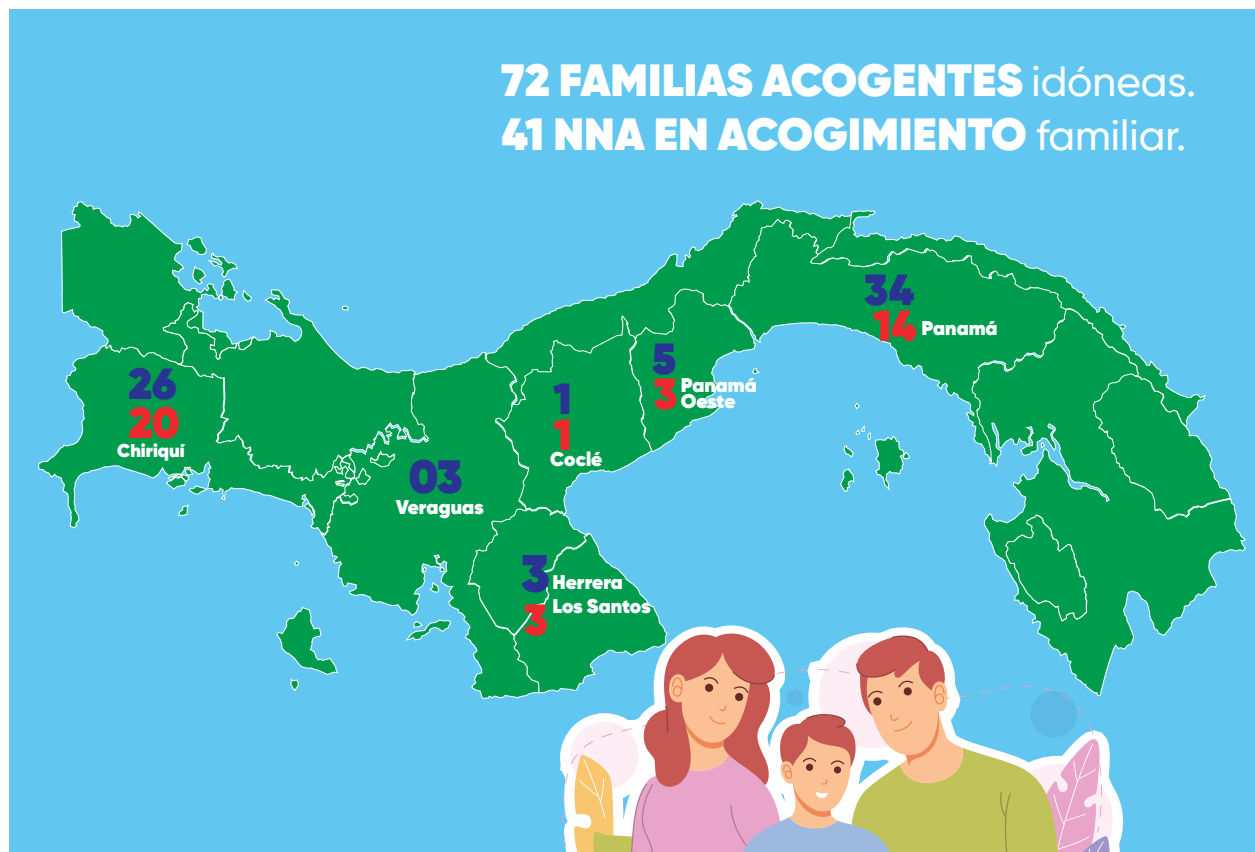 72 FAMILIAS ACOGENTES idóneas.
41 NNA EN ACOGIMIENTO familiar.
34
14 Panamá
5
3 Panamá
Oeste
26
20
Chiriquí
1
1
Coclé
03
Veraguas
3 Herrera
3 Los Santos